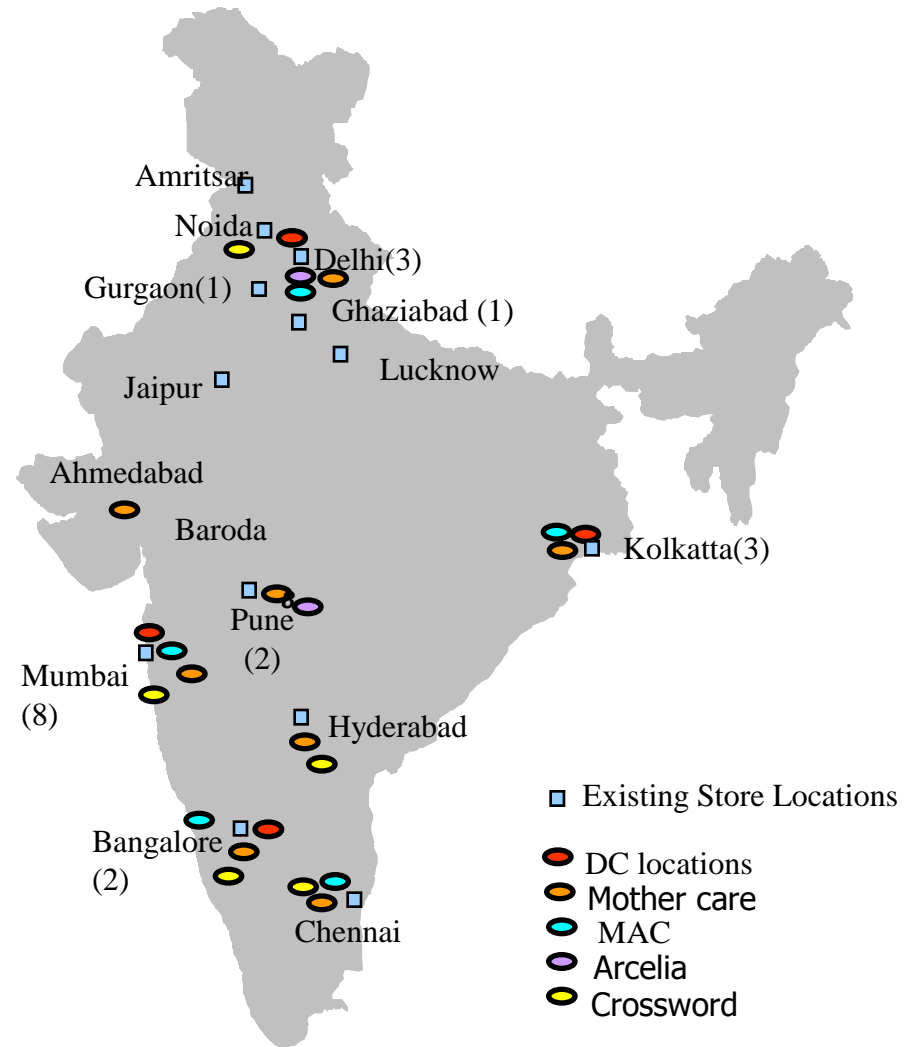 Amritsar
Noida
Delhi(3)
Gurgaon(1)
Ghaziabad (1)
Lucknow
Jaipur
Ahmedabad
Baroda
Kolkatta(3)
8
Pune
(2)
Mumbai
(8)
Hyderabad
Existing Store Locations
Bangalore
(2)
DC locations
Mother care
MAC
Chennai
Arcelia
Crossword